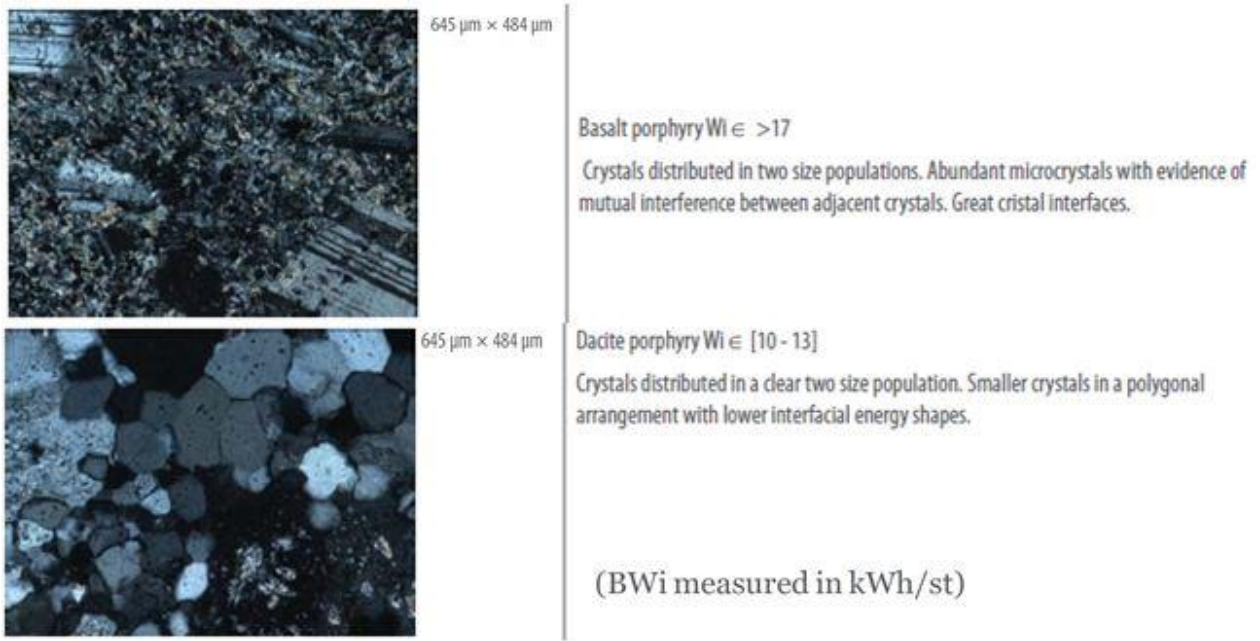 645 µm × 484 µm
Basalt porphyry Wi ∈ >17
Crystals distributed in two size populations. Abundant microcrystals with evidence of
mutual interference between adjacent crystals. Great cristal interfaces.
645 µm × 484 µm
Dacite porphyry Wi ∈ [10 - 13]
Crystals distributed in a clear two size population. Smaller crystals in a polygonal
arrangement with lower interfacial energy shapes.
(BWi measured in kWh/st)